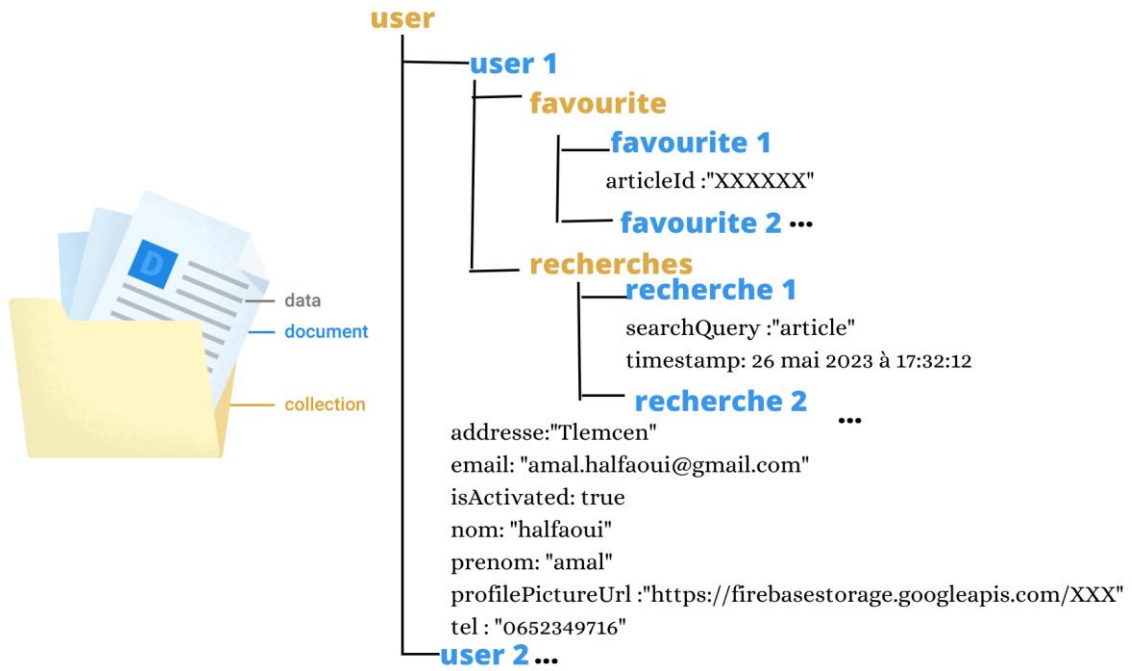 user
user 1
favourite
favourite 1
articleId :"XXXXXX"
favourite 2 ...
recherches
recherche 1
searchQuery :"article"
timestamp: 26 mai 2023 à 17:32:12
recherche 2
...
addresse:"Tlemcen"
email: "amal.halfaoui@gmail.com"
isActivated: true
nom: "halfaoui"
prenom: "amal"
profilePictureUrl :"https://firebasestorage.googleapis.com/XXX"
tel : "0652349716"
user 2 ...
D
data
document
collection